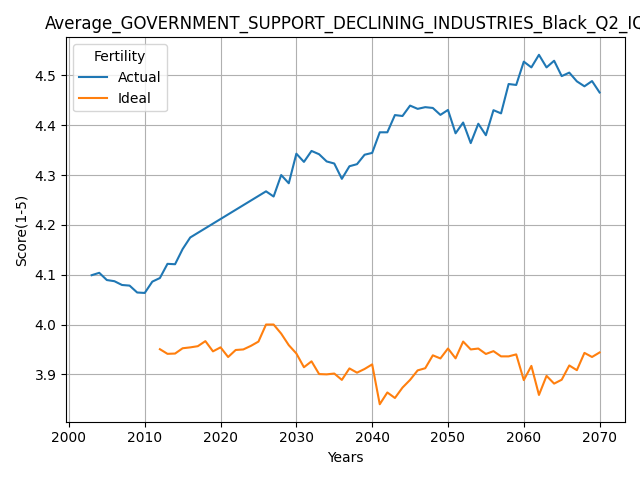 Average_GOVERNMENT_SUPPORT_DECLINING_INDUSTRIES_Black_Q2_IQ
Fertility
Actual
Ideal
4.5
4.4
4.3
4.2
4.1
4.0
3.9
Score(1-5)
2000 2010 2020 2030 2040 2050 2060 2070
Years